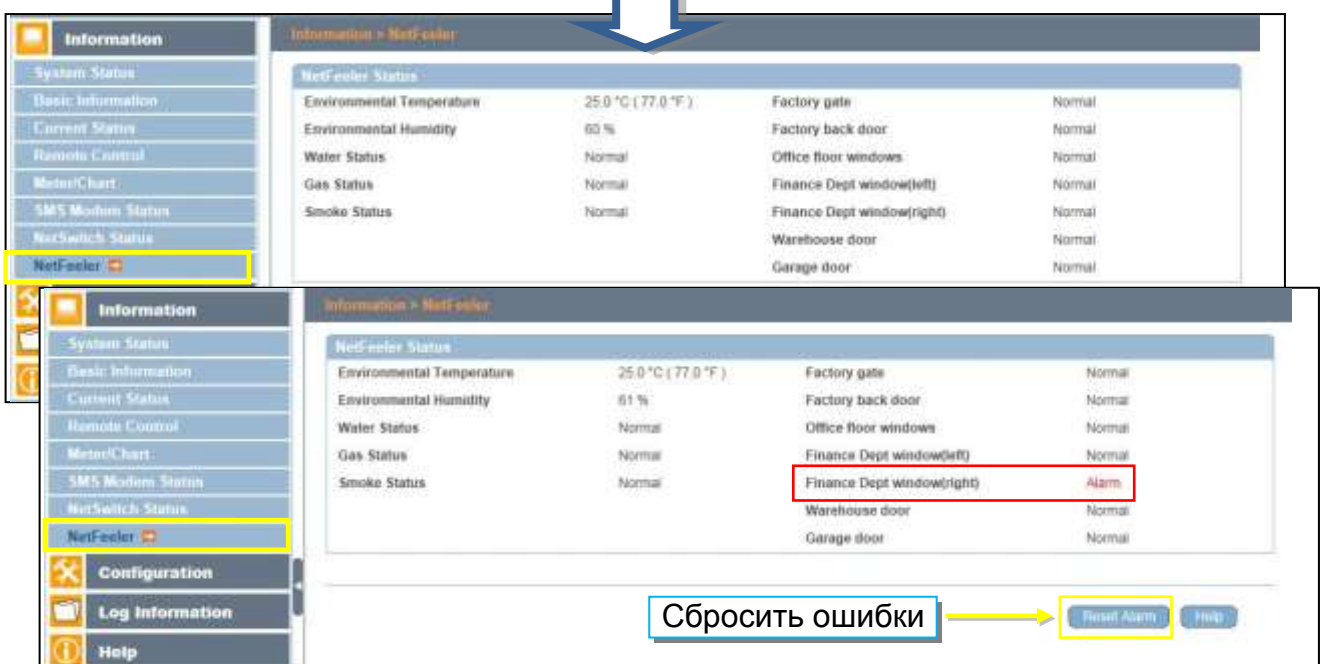 Information
Information > NetFeeler
System Status
Basic Information
Current Status
Remote Control
Meter/Chart
SMS Modem Status
NetSwitch Status
NetFeeler
NetFeeler Status
Environmental Temperature 25.0 °C ( 77.0 °F ) Factory gate Normal
Environmental Humidity 60 % Factory back door Normal
Water Status Normal Office floor windows Normal
Gas Status Normal Finance Dept window(left) Normal
Smoke Status Normal Finance Dept window(right) Normal
Warehouse door Normal
Garage door Normal
Information
Information > NetFeeler
System Status
Basic Information
Current Status
Remote Control
Meter/Chart
SMS Modem Status
NetSwitch Status
NetFeeler
Configuration
Log Information
Help
NetFeeler Status
Environmental Temperature 25.0 °C ( 77.0 °F ) Factory gate Normal
Environmental Humidity 61 % Factory back door Normal
Water Status Normal Office floor windows Normal
Gas Status Normal Finance Dept window(left) Normal
Smoke Status Normal Finance Dept window(right) Alarm
Warehouse door Normal
Garage door Normal
Сбросить ошибки
Reset Alarm
Help